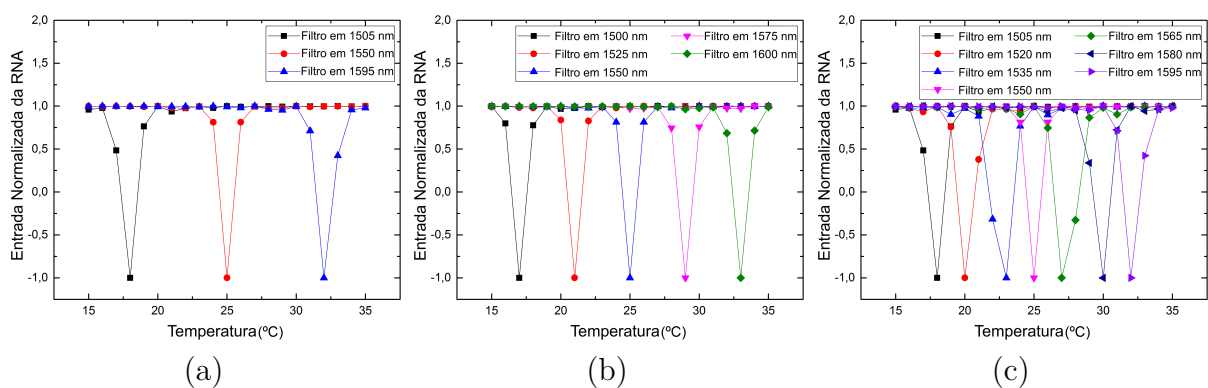 2,0
1,5
1,0
0,5
0,0
-0,5
-1,0
Entrada Normalizada da RNA
Filtro em 1505 nm
Filtro em 1550 nm
Filtro em 1595 nm
15 20 25 30 35
Temperatura(ºC)
(a)
2,0
1,5
1,0
0,5
0,0
-0,5
-1,0
Entrada Normalizada da RNA
Filtro em 1500 nm
Filtro em 1525 nm
Filtro em 1550 nm
Filtro em 1575 nm
Filtro em 1600 nm
15 20 25 30 35
Temperatura(ºC)
(b)
2,0
1,5
1,0
0,5
0,0
-0,5
-1,0
Entrada Normalizada da RNA
Filtro em 1505 nm
Filtro em 1520 nm
Filtro em 1535 nm
Filtro em 1550 nm
Filtro em 1565 nm
Filtro em 1580 nm
Filtro em 1595 nm
15 20 25 30 35
Temperatura(ºC)
(c)